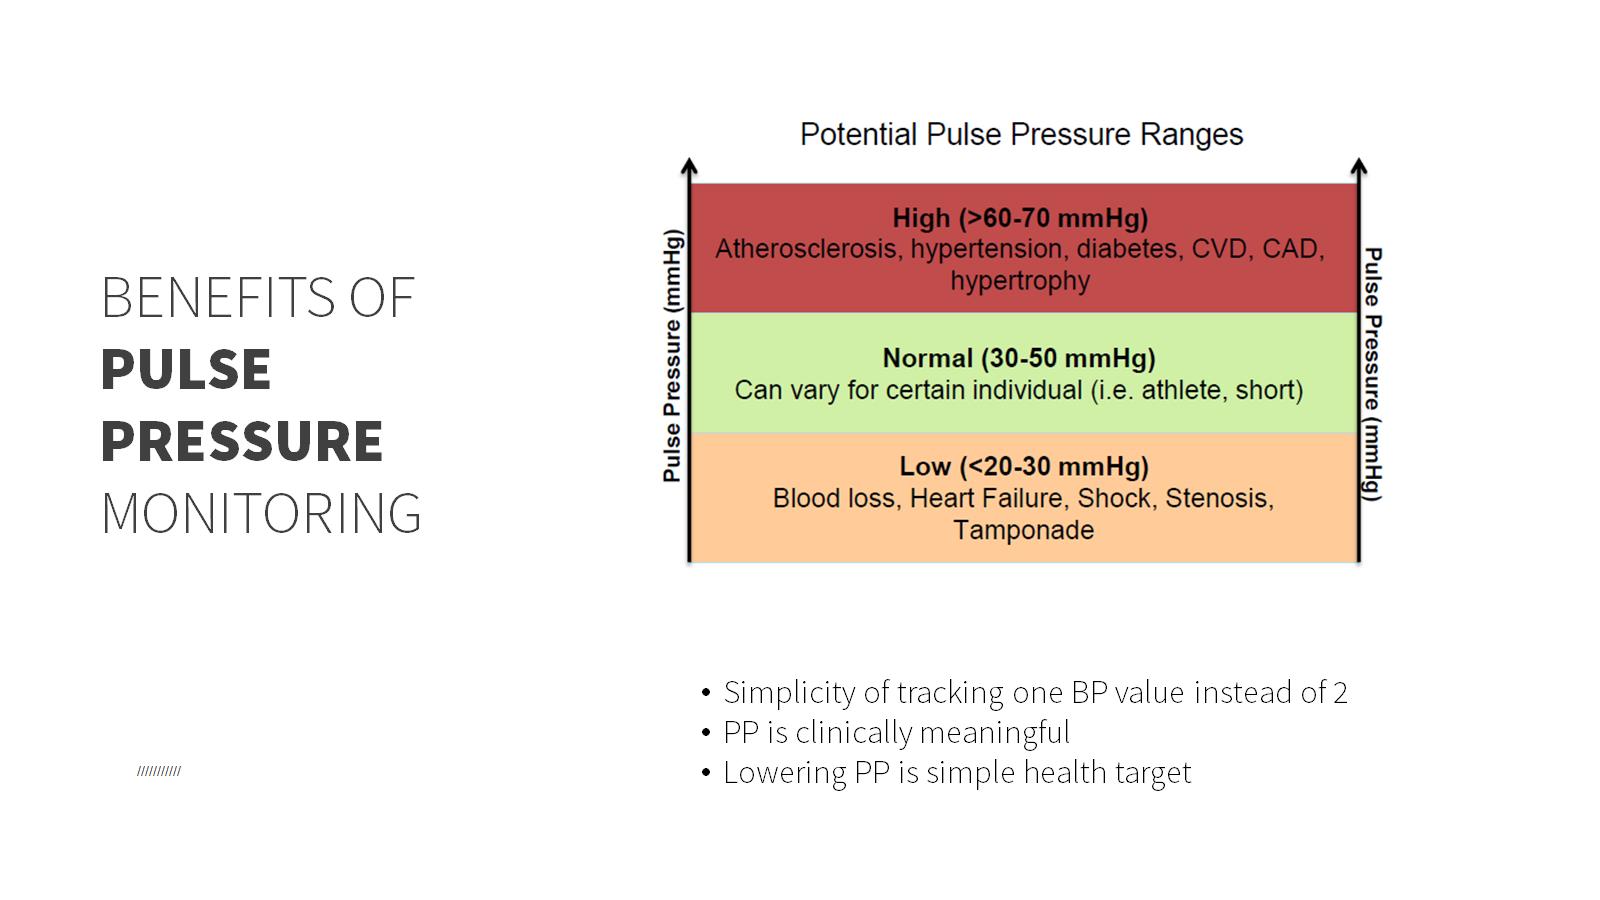 BENEFITS OF
PULSE
PRESSURE
MONITORING
///////////
Potential Pulse Pressure Ranges
Pulse Pressure (mmHg)
High (>60-70 mmHg)
Atherosclerosis, hypertension, diabetes, CVD, CAD,
hypertrophy
Normal (30-50 mmHg)
Can vary for certain individual (i.e. athlete, short)
Low (<20-30 mmHg)
Blood loss, Heart Failure, Shock, Stenosis,
Tamponade
Pulse Pressure (mmHg)
• Simplicity of tracking one BP value instead of 2
• PP is clinically meaningful
• Lowering PP is simple health target